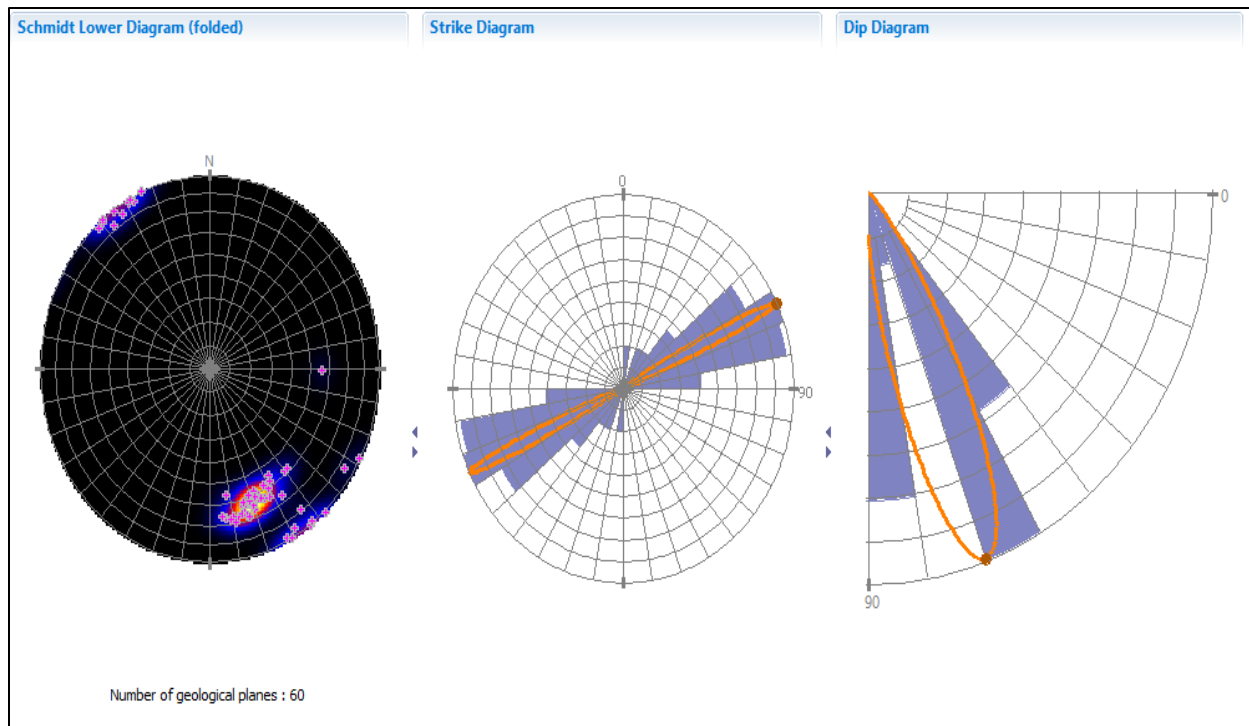 Schmidt Lower Diagram (folded)
Strike Diagram
Dip Diagram
N
0
90
0
90
Number of geological planes : 60